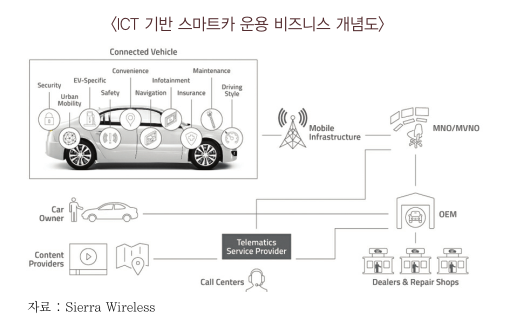 〈ICT 기반 스마트카 운용 비즈니스 개념도〉
Connected Vehicle
Security
Urban
Mobility
EV-Specific
Safety
Convenience
Navigation
Infotainment
Insurance
Maintenance
Driving
Style
Mobile
Infrastructure
MNO/MVNO
Car
Owner
OEM
Telematics
Service Provider
Content
Providers
Call Centers
Dealers & Repair Shops
자료 : Sierra Wireless